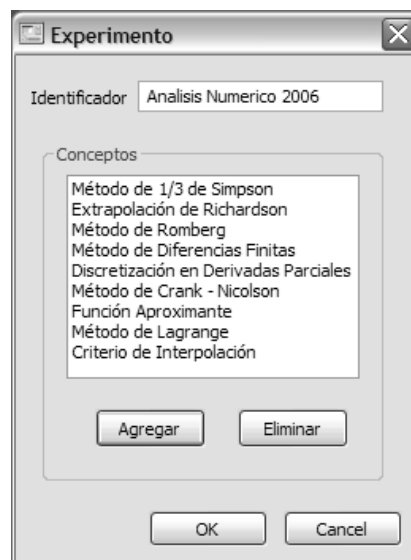 Experimento
Identificador Analisis Numerico 2006
Conceptos
Método de 1/3 de Simpson
Extrapolación de Richardson
Método de Romberg
Método de Diferencias Finitas
Discretización en Derivadas Parciales
Método de Crank - Nicolson
Función Aproximante
Método de Lagrange
Criterio de Interpolación
Agregar Eliminar
OK Cancel